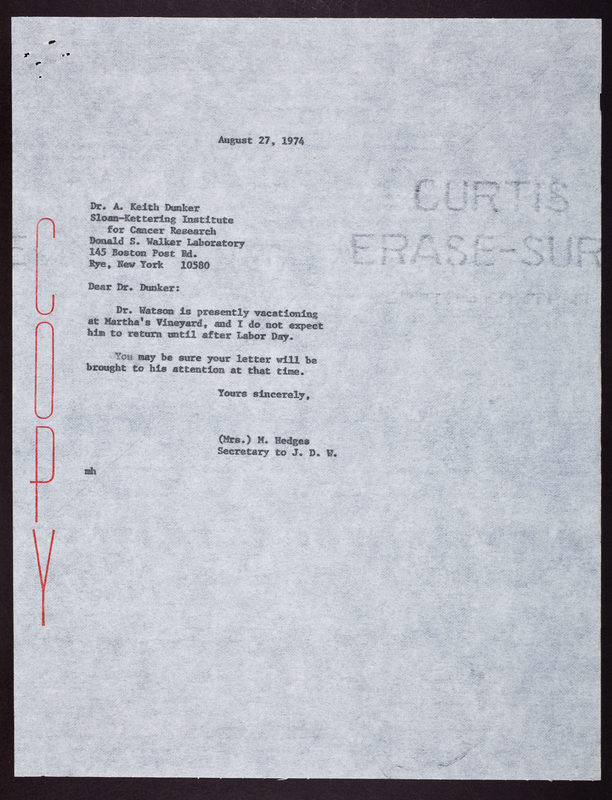 August 27, 1974
CURTIS
ERASE-SUR
Dr. A. Keith Dunker
Sloan-Kettering Institute
for Cancer Research
Donald S. Walker Laboratory
145 Boston Post Rd.
Rye, New York 10580
Dear Dr. Dunker:
Dr. Watson is presently vacationing
at Martha's Vineyard, and I do not expect
him to return until after Labor Day.
You may be sure your letter will be
brought to his attention at that time.
Yours sincerely,
(Mrs.) M. Hedges
Secretary to J. D. W.
mh
COPY